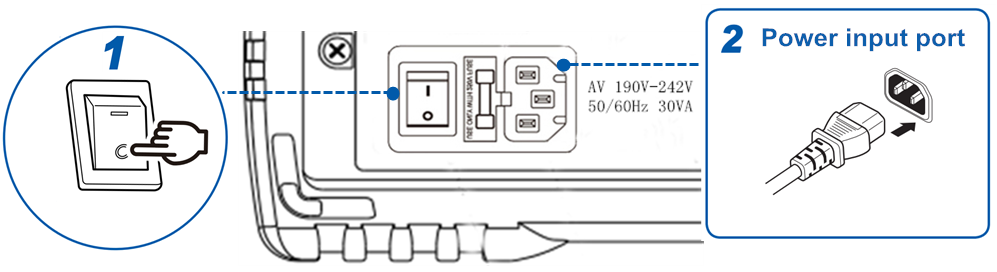 1
AV 190V-242V
50/60Hz 30VA
2 Power input port